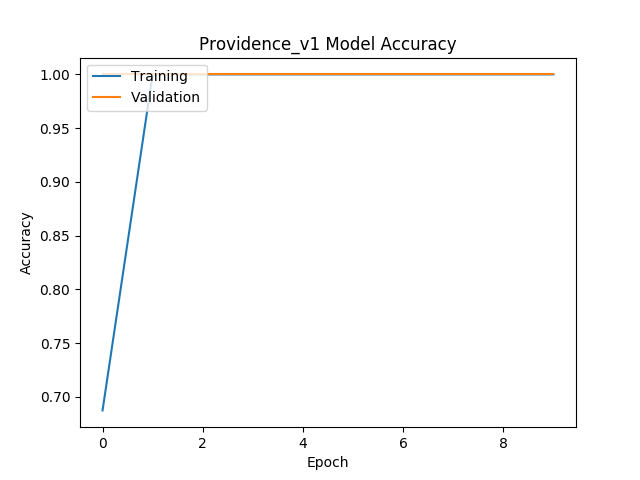 Providence_v1 Model Accuracy
Training
Validation
1.00
0.95
0.90
0.85
0.80
0.75
0.70
Accuracy
0 2 4 6 8
Epoch